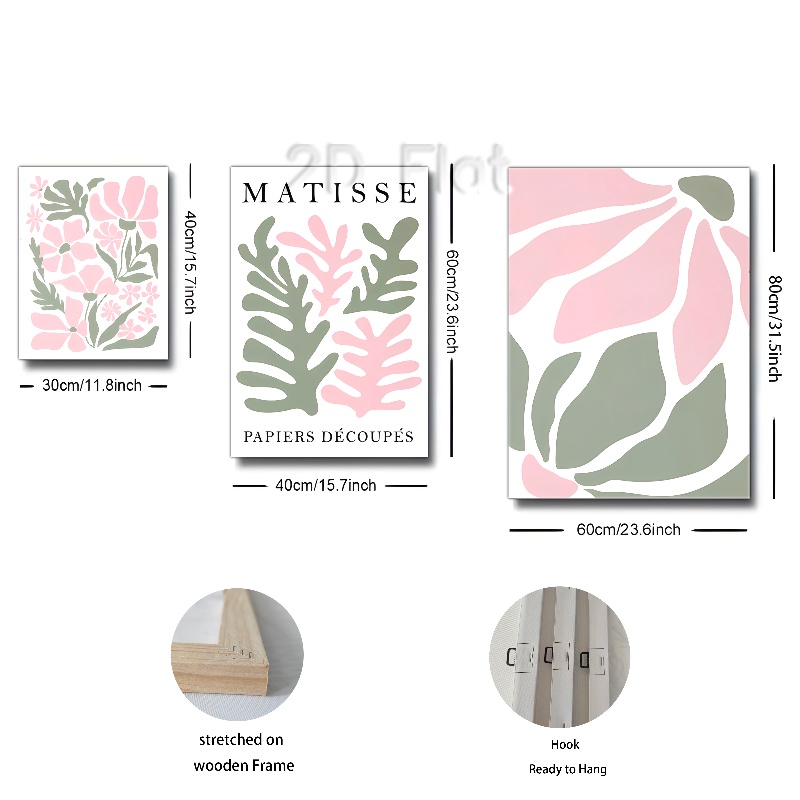 2D Flat
MATISSE
PAPIERS DÉCOUPÉS
40cm/15.7inch
30cm/11.8inch
60cm/23.6inch
40cm/15.7inch
80cm/31.5inch
60cm/23.6inch
stretched on
wooden Frame
Hook
Ready to Hang